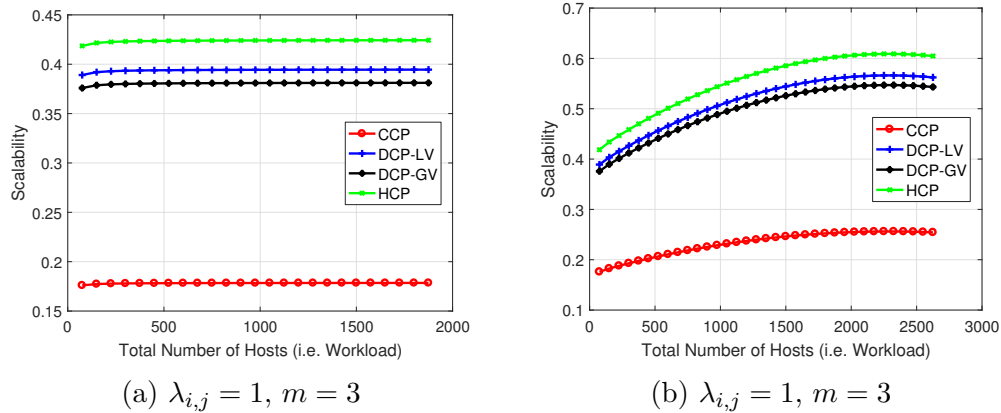 0.45
0.4
0.35
0.3
0.25
0.2
0.15
Scalability
CCP
DCP-LV
DCP-GV
HCP
0 500 1000 1500 2000
Total Number of Hosts (i.e. Workload)
(a) λi,j = 1, m = 3
0.7
0.6
0.5
0.4
0.3
0.2
0.1
Scalability
CCP
DCP-LV
DCP-GV
HCP
0 500 1000 1500 2000 2500 3000
Total Number of Hosts (i.e. Workload)
(b) λi,j = 1, m = 3